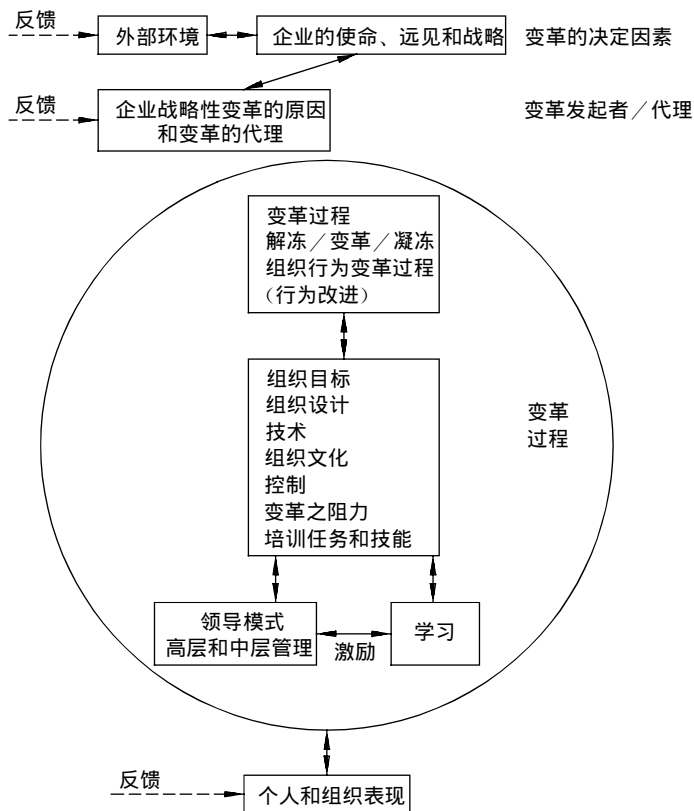 反馈
外部环境
企业的使命、远见和战略
变革的决定因素
反馈
企业战略性变革的原因
和变革的代理
变革发起者／代理
变革过程
解冻／变革／凝冻
组织行为变革过程
(行为改进)
组织目标
组织设计
技术
组织文化
控制
变革之阻力
培训任务和技能
变革
过程
领导模式
高层和中层管理
激励
学习
反馈
个人和组织表现